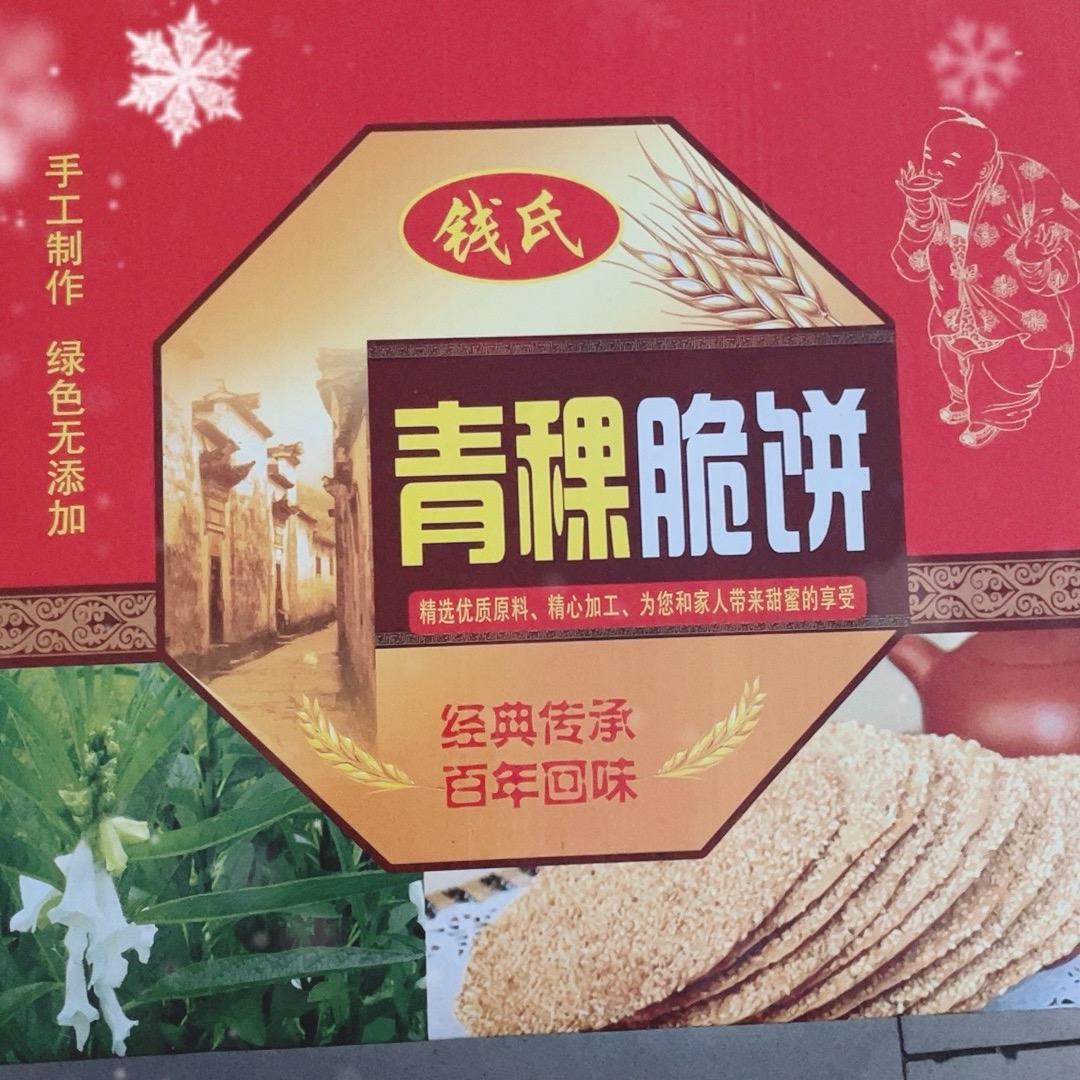 手工制作 绿色无添加
钱氏
青稞脆饼
精选优质原料、精心加工、为您和家人带来甜蜜的享受
经典传承
百年回味